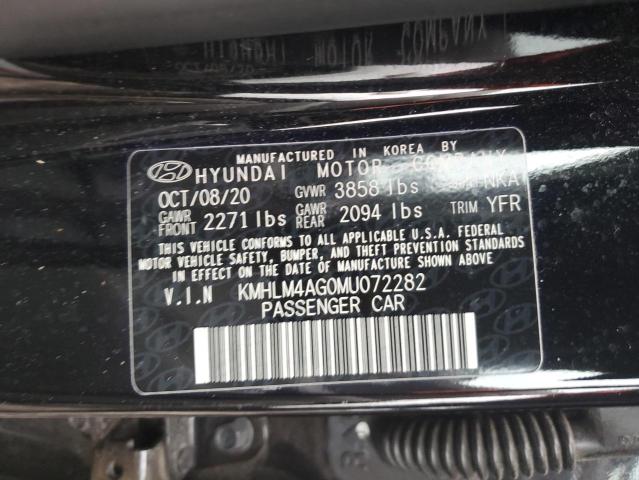 MANUFACTURED IN KOREA BY
HYUNDAI MOTOR COMPANY
OCT/08/20 GVWR 3858 lbs NKA
GAWR FRONT 2271 lbs GAWR REAR 2094 lbs TRIM YFR
THIS VEHICLE CONFORMS TO ALL APPLICABLE U.S.A. FEDERAL
MOTOR VEHICLE SAFETY, BUMPER, AND THEFT PREVENTION STANDARDS
IN EFFECT ON THE DATE OF MANUFACTURE SHOWN ABOVE
V.I.N KMHLM4AG0MU072282
PASSENGER CAR